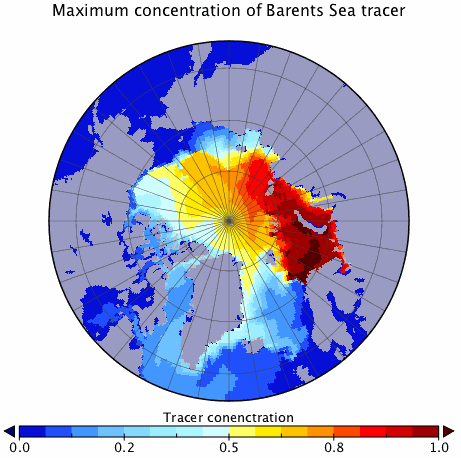 Maximum concentration of Barents Sea tracer
Tracer conenctration
0.0 0.2 0.5 0.8 1.0